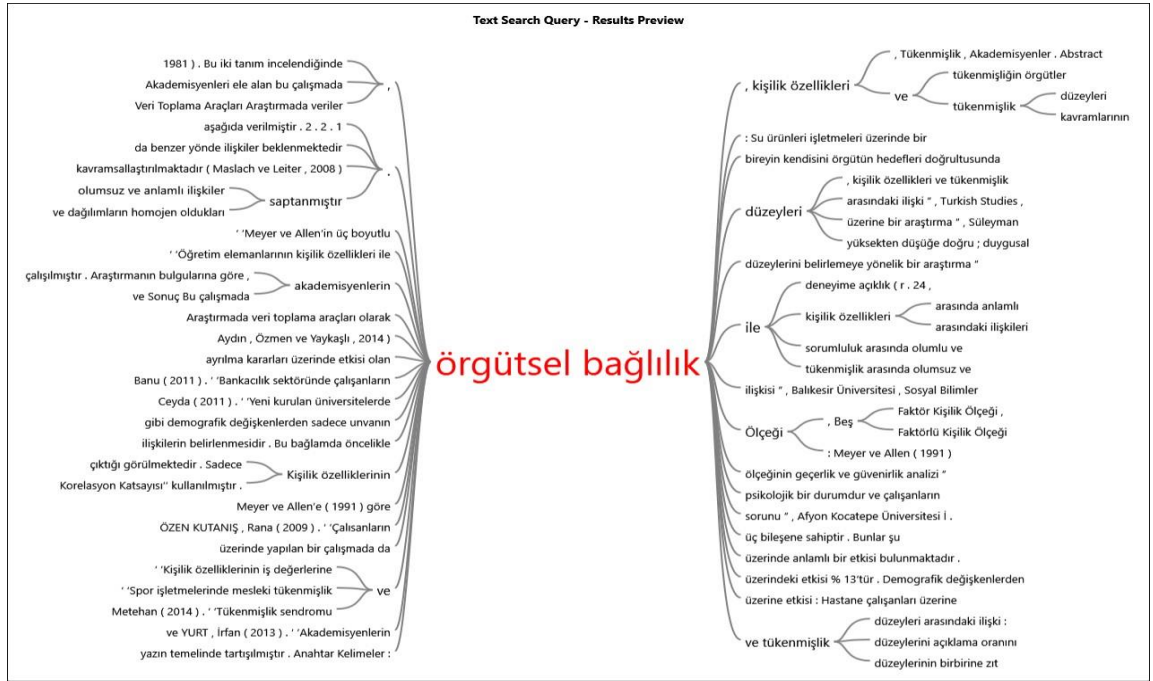 Text Search Query - Results Preview
1981 ) . Bu iki tanım incelendiğinde
Akademisyenleri ele alan bu çalışmada
Veri Toplama Araçları Araştırmada veriler
,
aşağıda verilmiştir . 2 . 2 . 1
da benzer yönde ilişkiler beklenmektedir
kavramsallaştırılmaktadır ( Maslach ve Leiter , 2008 )
olumsuz ve anlamlı ilişkiler
ve dağılımların homojen oldukları
saptanmıştır
.
' 'Meyer ve Allen'in üç boyutlu
' 'Öğretim elemanlarının kişilik özellikleri ile
çalışılmıştır . Araştırmanın bulgularına göre ,
ve Sonuç Bu çalışmada
akademisyenlerin
Araştırmada veri toplama araçları olarak
Aydın , Özmen ve Yaykaşlı , 2014 )
ayrılma kararları üzerinde etkisi olan
Banu ( 2011 ) . ' 'Bankacılık sektöründe çalışanların
Ceyda ( 2011 ) . ' 'Yeni kurulan üniversitelerde
gibi demografik değişkenlerden sadece unvanın
ilişkilerin belirlenmesidir . Bu bağlamda öncelikle
çıktığı görülmektedir . Sadece
Korelasyon Katsayısı'' kullanılmıştır .
Kişilik özelliklerinin
Meyer ve Allen'e ( 1991 ) göre
ÖZEN KUTANIŞ , Rana ( 2009 ) . ' 'Çalısanların
üzerinde yapılan bir çalışmada da
' 'Kişilik özelliklerinin iş değerlerine
' 'Spor işletmelerinde mesleki tükenmişlik
Metehan ( 2014 ) . ' 'Tükenmişlik sendromu
ve
ve YURT , İrfan ( 2013 ) . ' 'Akademisyenlerin
yazın temelinde tartışılmıştır . Anahtar Kelimeler :
örgütsel bağlılık
, kişilik özellikleri
, Tükenmişlik , Akademisyenler . Abstract
ve
tükenmişliğin örgütler
tükenmişlik
düzeyleri
kavramlarının
: Su ürünleri işletmeleri üzerinde bir
bireyin kendisini örgütün hedefleri doğrultusunda
düzeyleri
, kişilik özellikleri ve tükenmişlik
arasındaki ilişki " , Turkish Studies ,
üzerine bir araştırma " , Süleyman
yüksekten düşüğe doğru ; duygusal
düzeylerini belirlemeye yönelik bir araştırma "
ile
deneyime açıklık ( r . 24 ,
kişilik özellikleri
arasında anlamlı
arasındaki ilişkileri
sorumluluk arasında olumlu ve
tükenmişlik arasında olumsuz ve
ilişkisi " , Balıkesir Üniversitesi , Sosyal Bilimler
Ölçeği
, Beş
Faktör Kişilik Ölçeği ,
Faktörlü Kişilik Ölçeği
: Meyer ve Allen ( 1991 )
ölçeğinin geçerlik ve güvenirlik analizi "
psikolojik bir durumdur ve çalışanların
sorunu " , Afyon Kocatepe Üniversitesi İ .
üç bileşene sahiptir . Bunlar şu
üzerinde anlamlı bir etkisi bulunmaktadır .
üzerindeki etkisi % 13'tür . Demografik değişkenlerden
üzerine etkisi : Hastane çalışanları üzerine
ve tükenmişlik
düzeyleri arasındaki ilişki :
düzeylerini açıklama oranını
düzeylerinin birbirine zıt